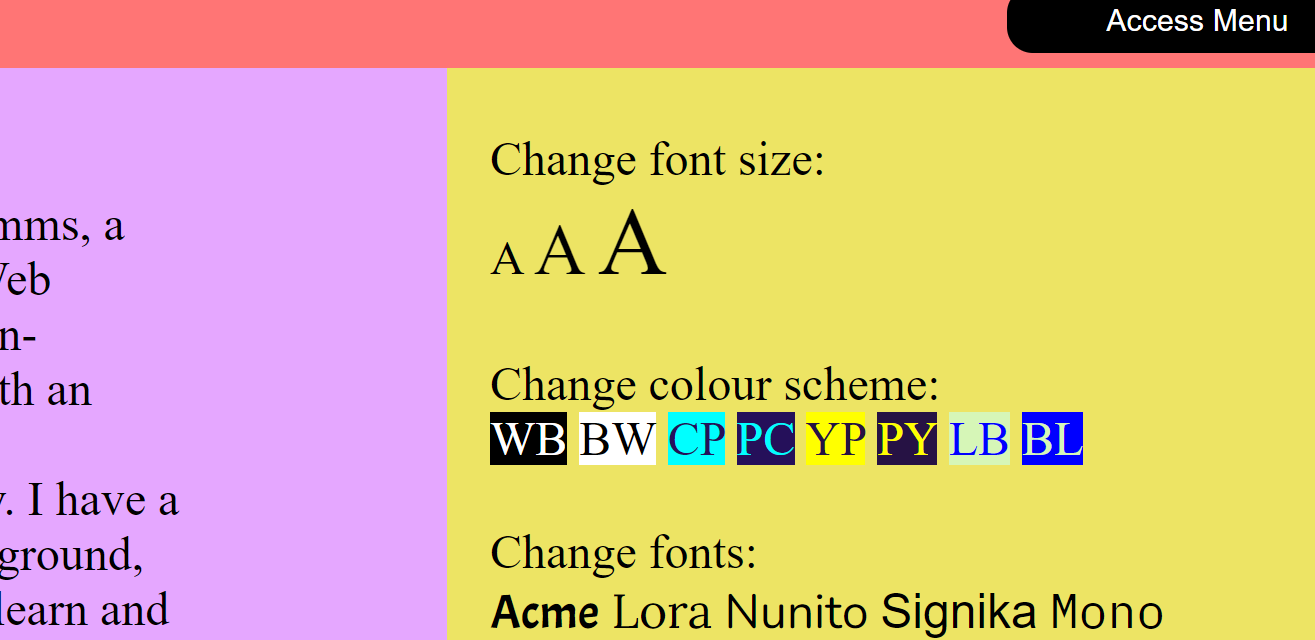 Access Menu
mms, a
eb
n-
th an
. I have a
ground,
learn and
Change font size:
A A A
Change colour scheme:
WB BW CP PC YP PY LB BL
Change fonts:
Acme Lora Nunito Signika Mono